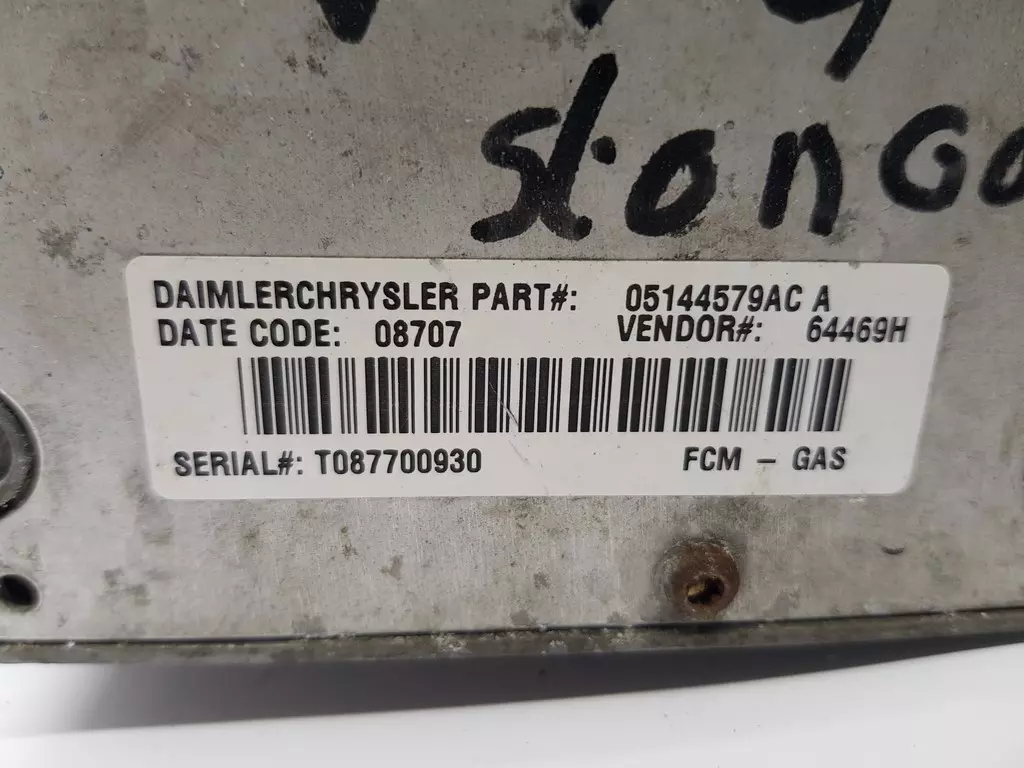 DAIMLERCHRYSLER PART#: 05144579AC A
DATE CODE: 08707 VENDOR#: 64469H
SERIAL#: T087700930 FCM - GAS